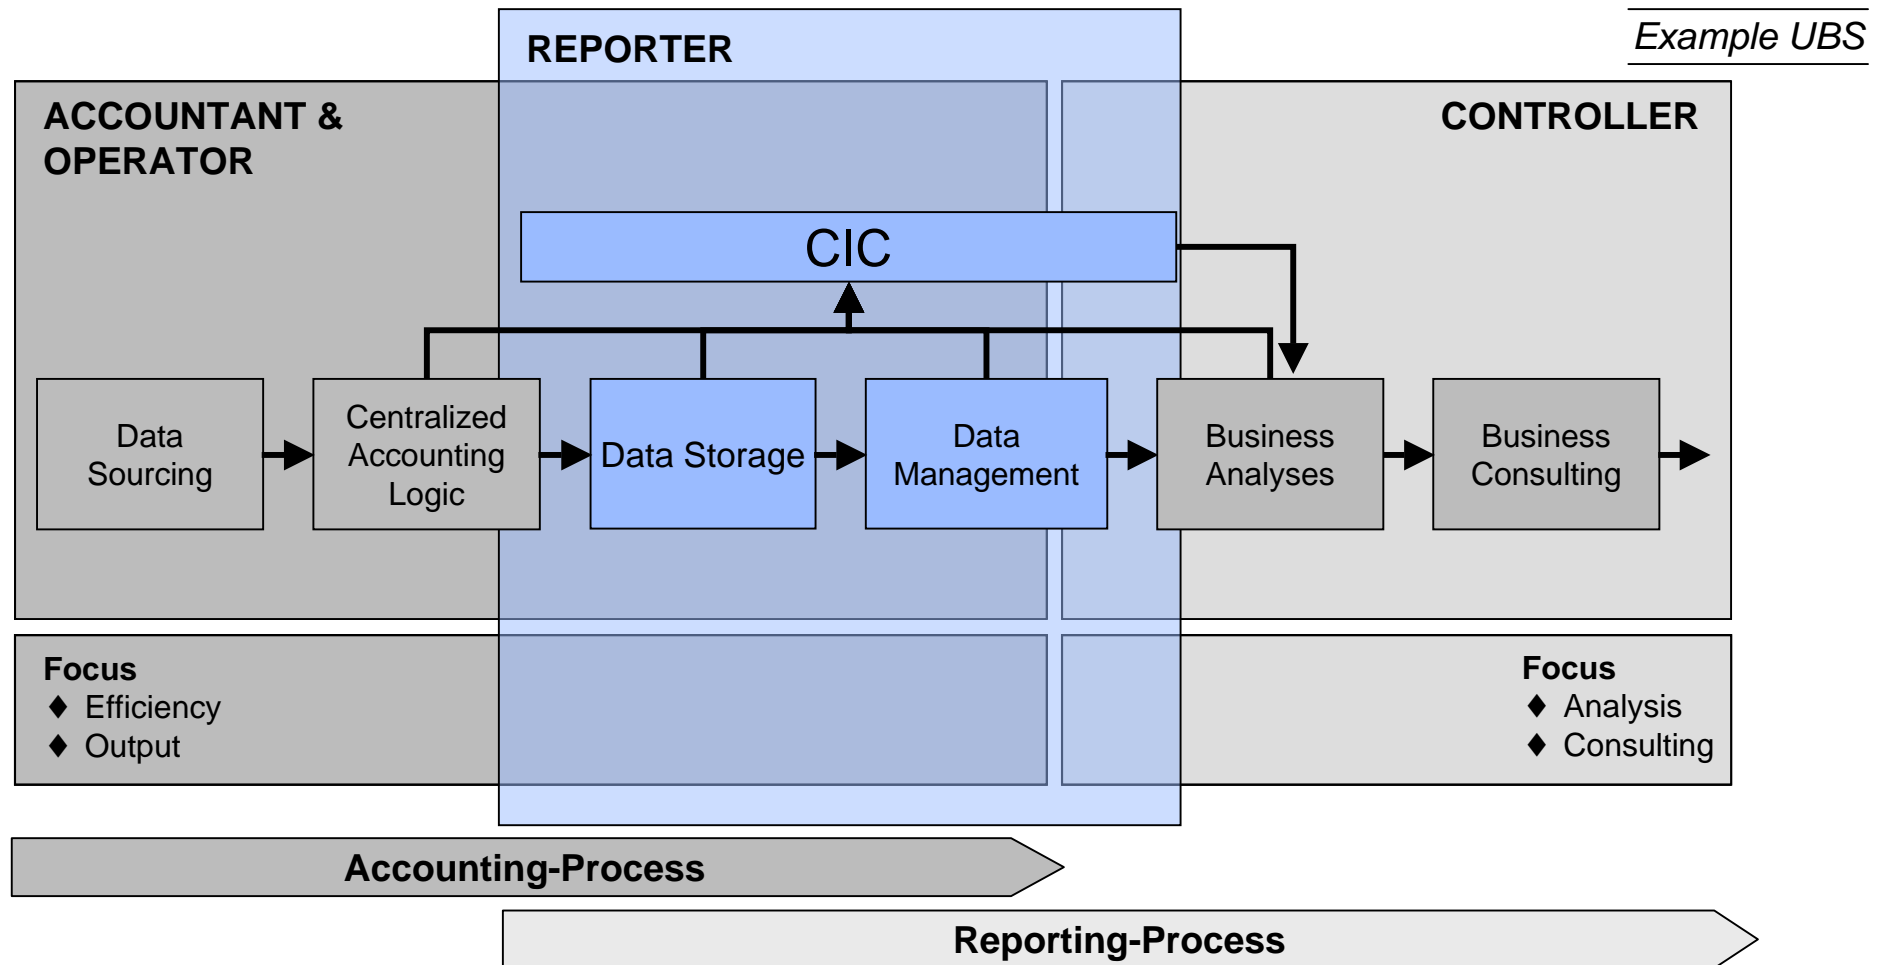 REPORTER
Example UBS
ACCOUNTANT &
OPERATOR
CONTROLLER
CIC
Data
Sourcing
Centralized
Accounting
Logic
Data Storage
Data
Management
Business
Analyses
Business
Consulting
Focus
♦ Efficiency
♦ Output
Focus
♦ Analysis
♦ Consulting
Accounting-Process
Reporting-Process